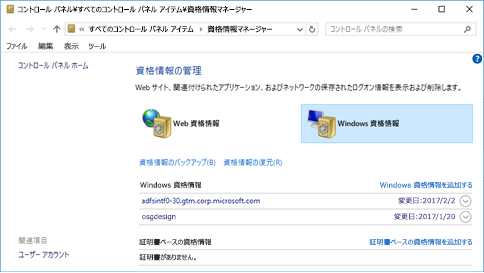 コントロール パネル¥すべてのコントロール パネル アイテム¥資格情報マネージャー
« すべてのコントロール パネル アイテム › 資格情報マネージャー
コントロール パネルの検索
ファイル 編集 表示 ツール
コントロール パネル ホーム
資格情報の管理
Web サイト、関連付けられたアプリケーション、およびネットワークの保存されたログオン情報を表示および削除します。
Web 資格情報
Windows 資格情報
資格情報のバックアップ(B) 資格情報の復元(R)
Windows 資格情報 Windows 資格情報を追加する
adfsintf0-30.gtm.corp.microsoft.com 変更日:2017/2/2
osgdesign 変更日:2017/1/20
証明■ベースの資格情報 証明■ベースの資格情報を追加する
証明■がありません。
関連項目
ユーザー アカウント